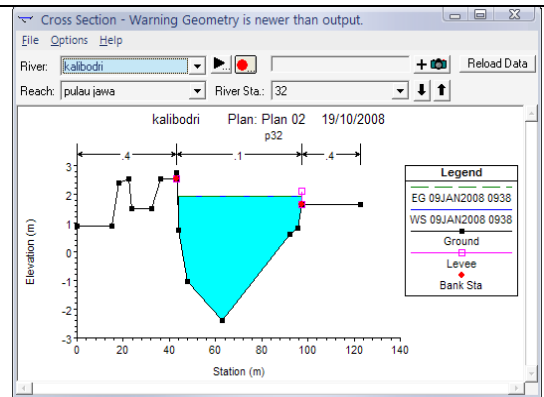 Cross Section - Warning Geometry is newer than output.
File Options Help
River: kalibodri Reload Data
Reach: pulau jawa River Sta.: 32
kalibodri Plan: Plan 02 19/10/2008
p32
.4 .1 .4
Legend
EG 09JAN2008 0938
WS 09JAN2008 0938
Ground
Levee
Bank Sta
Elevation (m)
3
2
1
0
-1
-2
-3
0 20 40 60 80 100 120 140
Station (m)